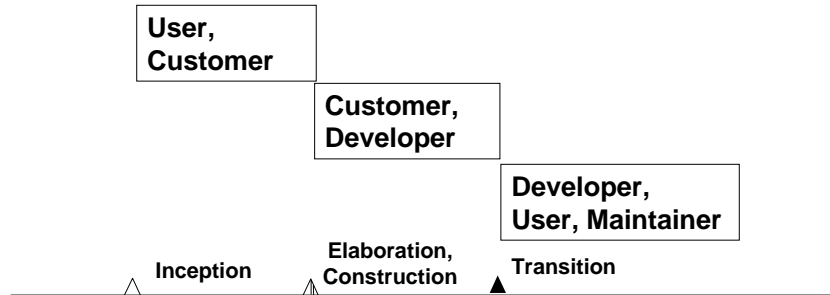 User,
Customer
Customer,
Developer
Developer,
User, Maintainer
Inception
Elaboration,
Construction
Transition